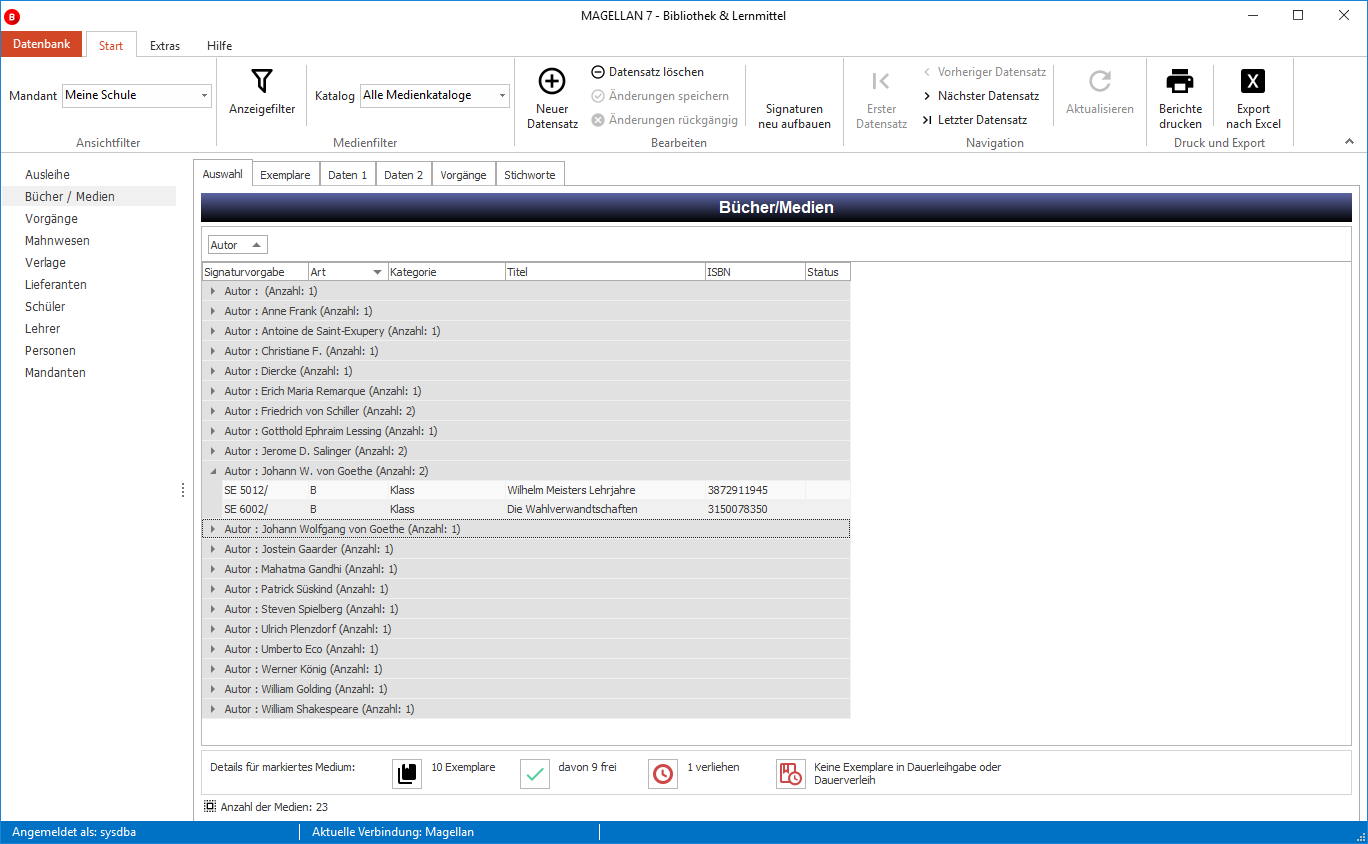 B
MAGELLAN 7 - Bibliothek & Lernmittel
Datenbank Start Extras Hilfe
Mandant Meine Schule
Ansichtfilter
Anzeigefilter
Katalog Alle Medienkataloge
Medienfilter
Neuer
Datensatz
Datensatz löschen
Änderungen speichern
Änderungen rückgängig
Signaturen
neu aufbauen
Bearbeiten
Erster
Datensatz
Vorheriger Datensatz
Nächster Datensatz
Letzter Datensatz
Navigation
Aktualisieren
Berichte
drucken
X
Export
nach Excel
Druck und Export
Ausleihe
Bücher / Medien
Vorgänge
Mahnwesen
Verlage
Lieferanten
Schüler
Lehrer
Personen
Mandanten
Auswahl Exemplare Daten 1 Daten 2 Vorgänge Stichworte
Bücher/Medien
Autor
Signaturvorgabe Art Kategorie Titel ISBN Status
Autor : (Anzahl: 1)
Autor : Anne Frank (Anzahl: 1)
Autor : Antoine de Saint-Exupery (Anzahl: 1)
Autor : Christiane F. (Anzahl: 1)
Autor : Diercke (Anzahl: 1)
Autor : Erich Maria Remarque (Anzahl: 1)
Autor : Friedrich von Schiller (Anzahl: 2)
Autor : Gotthold Ephraim Lessing (Anzahl: 1)
Autor : Jerome D. Salinger (Anzahl: 2)
Autor : Johann W. von Goethe (Anzahl: 2)
SE 5012/ B Klass Wilhelm Meisters Lehrjahre 3872911945
SE 6002/ B Klass Die Wahlverwandtschaften 3150078350
Autor : Johann Wolfgang von Goethe (Anzahl: 1)
Autor : Jostein Gaarder (Anzahl: 1)
Autor : Mahatma Gandhi (Anzahl: 1)
Autor : Patrick Süskind (Anzahl: 1)
Autor : Steven Spielberg (Anzahl: 1)
Autor : Ulrich Plenzdorf (Anzahl: 1)
Autor : Umberto Eco (Anzahl: 1)
Autor : Werner König (Anzahl: 1)
Autor : William Golding (Anzahl: 1)
Autor : William Shakespeare (Anzahl: 1)
Details für markiertes Medium: 10 Exemplare davon 9 frei 1 verliehen Keine Exemplare in Dauerleihgabe oder
Dauerverleih
Anzahl der Medien: 23
Angemeldet als: sysdba Aktuelle Verbindung: Magellan